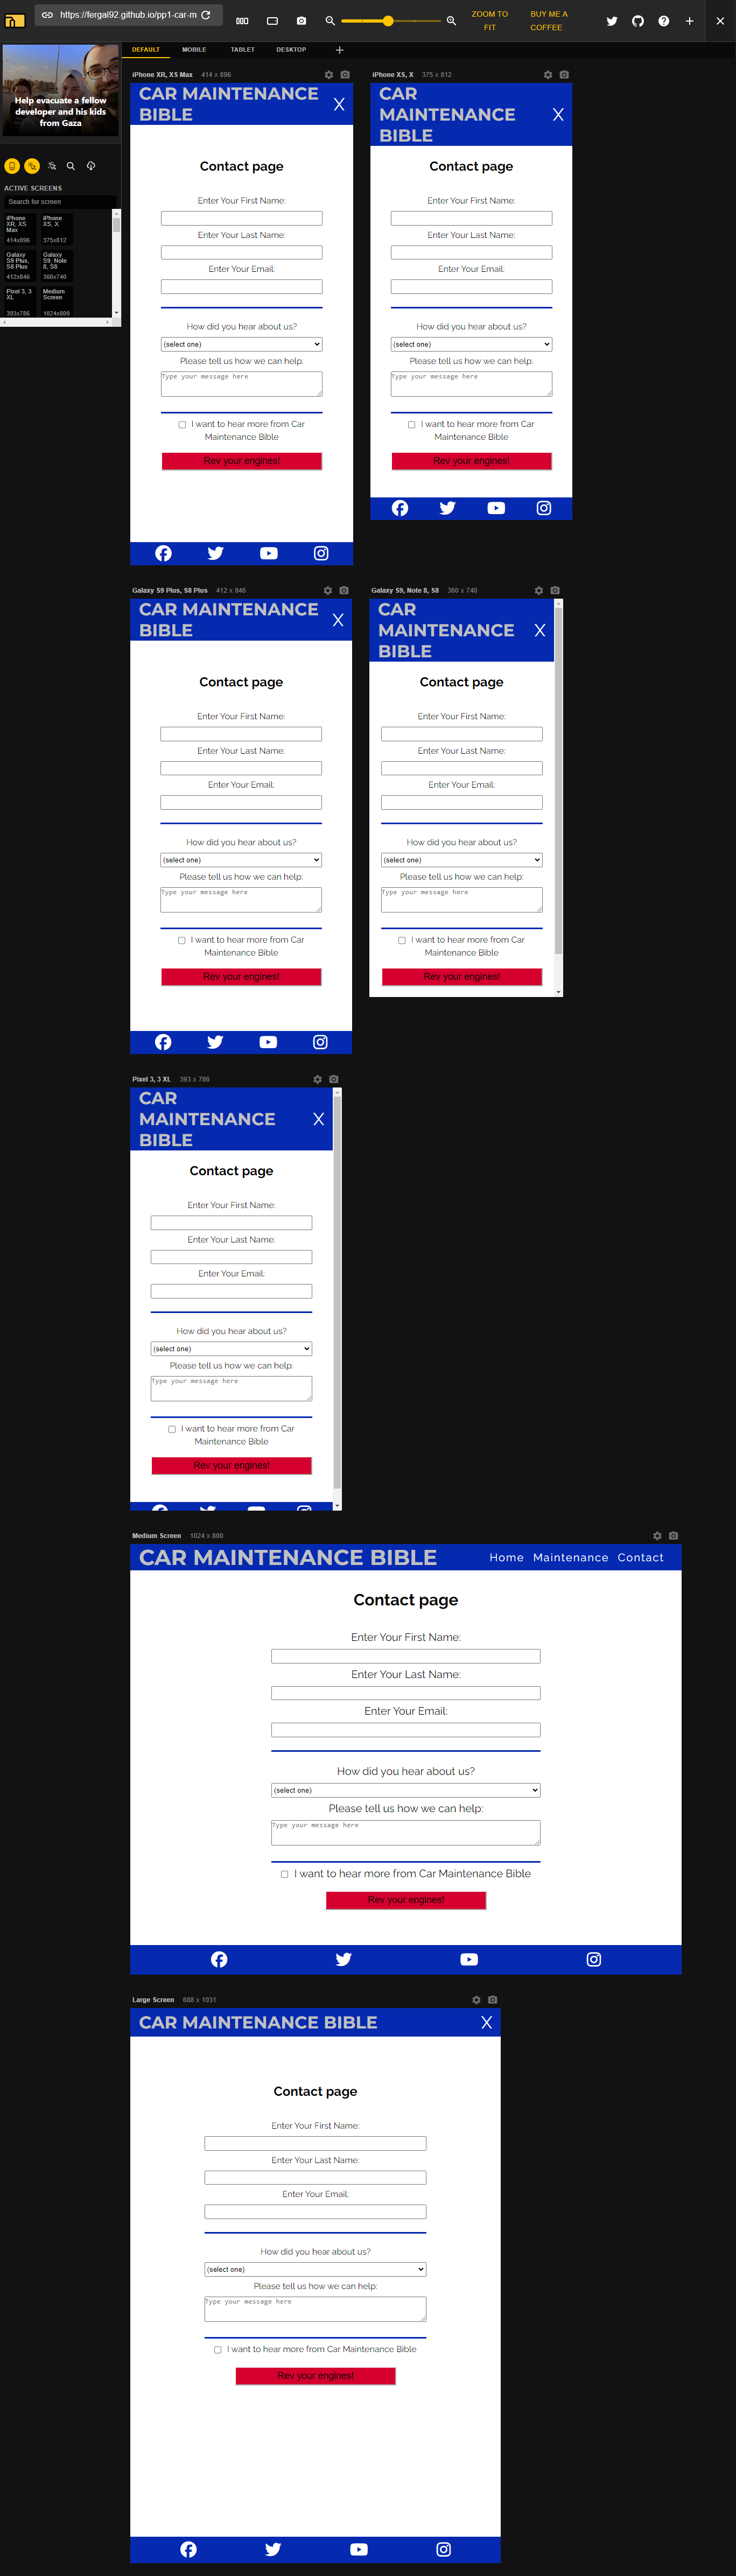 https://fergal92.github.io/pp1-car-m
ZOOM TO
FIT
BUY ME A
COFFEE
DEFAULT
MOBILE
TABLET
DESKTOP
Help evacuate a fellow
developer and his kids
from Gaza
ACTIVE SCREENS
Search for screen
iPhone
XR, XS
Max
414x896
iPhone
XS, X
375x812
Galaxy
S9 Plus,
S8 Plus
412x846
Galaxy
S9, Note
8, S8
360x740
Pixel 3, 3
XL
393x786
Medium
Screen
1024x800
iPhone XR, XS Max 414 x 896
CAR MAINTENANCE
BIBLE
X
Contact page
Enter Your First Name:
Enter Your Last Name:
Enter Your Email:
How did you hear about us?
(select one)
Please tell us how we can help:
Type your message here
I want to hear more from Car
Maintenance Bible
Rev your engines!
iPhone XS, X 375 x 812
CAR
MAINTENANCE
BIBLE
X
Contact page
Enter Your First Name:
Enter Your Last Name:
Enter Your Email:
How did you hear about us?
(select one)
Please tell us how we can help:
Type your message here
I want to hear more from Car
Maintenance Bible
Rev your engines!
Galaxy S9 Plus, S8 Plus 412 x 846
CAR MAINTENANCE
BIBLE
X
Contact page
Enter Your First Name:
Enter Your Last Name:
Enter Your Email:
How did you hear about us?
(select one)
Please tell us how we can help:
Type your message here
I want to hear more from Car
Maintenance Bible
Rev your engines!
Galaxy S9, Note 8, S8 360 x 740
CAR
MAINTENANCE
BIBLE
X
Contact page
Enter Your First Name:
Enter Your Last Name:
Enter Your Email:
How did you hear about us?
(select one)
Please tell us how we can help:
Type your message here
I want to hear more from Car
Maintenance Bible
Rev your engines!
Pixel 3, 3 XL 393 x 786
CAR
MAINTENANCE
BIBLE
X
Contact page
Enter Your First Name:
Enter Your Last Name:
Enter Your Email:
How did you hear about us?
(select one)
Please tell us how we can help:
Type your message here
I want to hear more from Car
Maintenance Bible
Rev your engines!
Medium Screen 1024 x 800
CAR MAINTENANCE BIBLE
Home Maintenance Contact
Contact page
Enter Your First Name:
Enter Your Last Name:
Enter Your Email:
How did you hear about us?
(select one)
Please tell us how we can help:
Type your message here
I want to hear more from Car Maintenance Bible
Rev your engines!
Large Screen 688 x 1031
CAR MAINTENANCE BIBLE
X
Contact page
Enter Your First Name:
Enter Your Last Name:
Enter Your Email:
How did you hear about us?
(select one)
Please tell us how we can help:
Type your message here
I want to hear more from Car Maintenance Bible
Rev your engines!